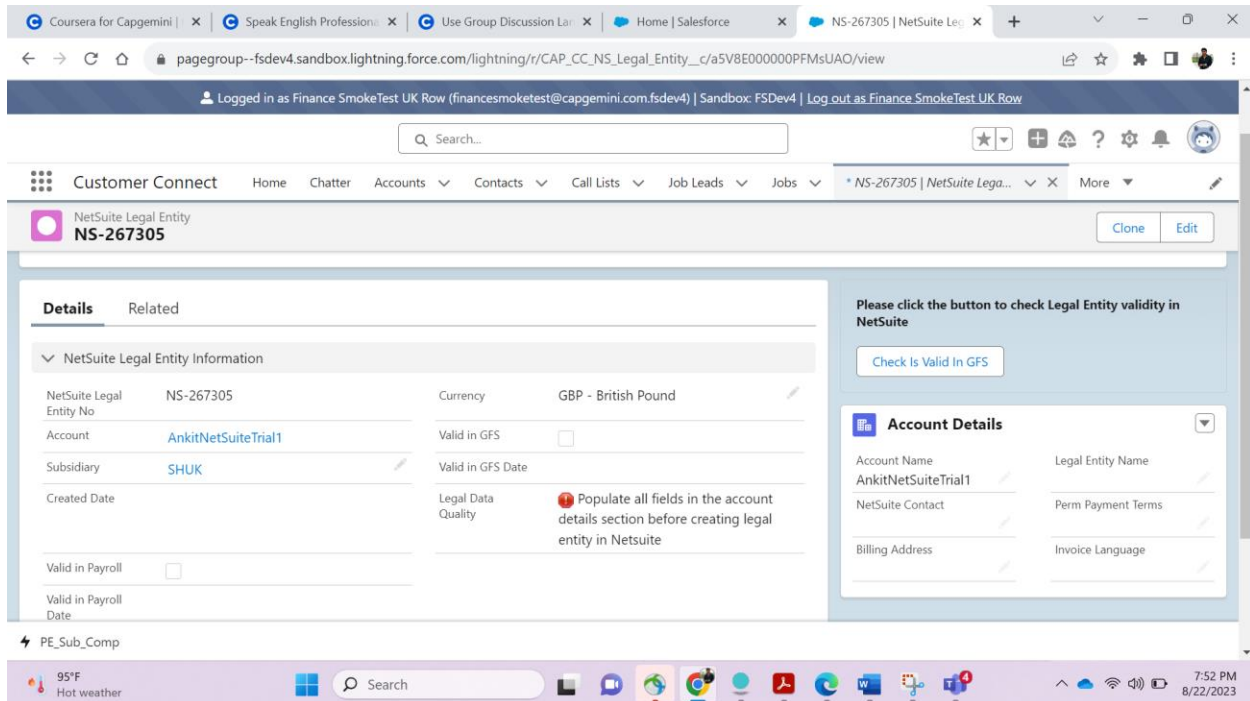 Coursera for Capgemini |
Speak English Professiona
Use Group Discussion Lan
Home | Salesforce
NS-267305 | NetSuite Leg
pagegroup--fsdev4.sandbox.lightning.force.com/lightning/r/CAP_CC_NS_Legal_Entity__c/a5V8E000000PFMsUAO/view
Logged in as Finance SmokeTest UK Row (financesmoketest@capgemini.com.fsdev4) | Sandbox: FSDev4 | Log out as Finance SmokeTest UK Row
Search...
Customer Connect Home Chatter Accounts Contacts Call Lists Job Leads Jobs * NS-267305 | NetSuite Lega... More
NetSuite Legal Entity
NS-267305
Clone Edit
Details Related
NetSuite Legal Entity Information
NetSuite Legal
Entity No
NS-267305
Currency
GBP - British Pound
Account
AnkitNetSuiteTrial1
Valid in GFS
Subsidiary
SHUK
Valid in GFS Date
Created Date
Legal Data
Quality
Populate all fields in the account
details section before creating legal
entity in Netsuite
Valid in Payroll
Valid in Payroll
Date
Please click the button to check Legal Entity validity in
NetSuite
Check Is Valid In GFS
Account Details
Account Name
AnkitNetSuiteTrial1
Legal Entity Name
NetSuite Contact
Perm Payment Terms
Billing Address
Invoice Language
PE_Sub_Comp
95°F
Hot weather
Search
4
7:52 PM
8/22/2023